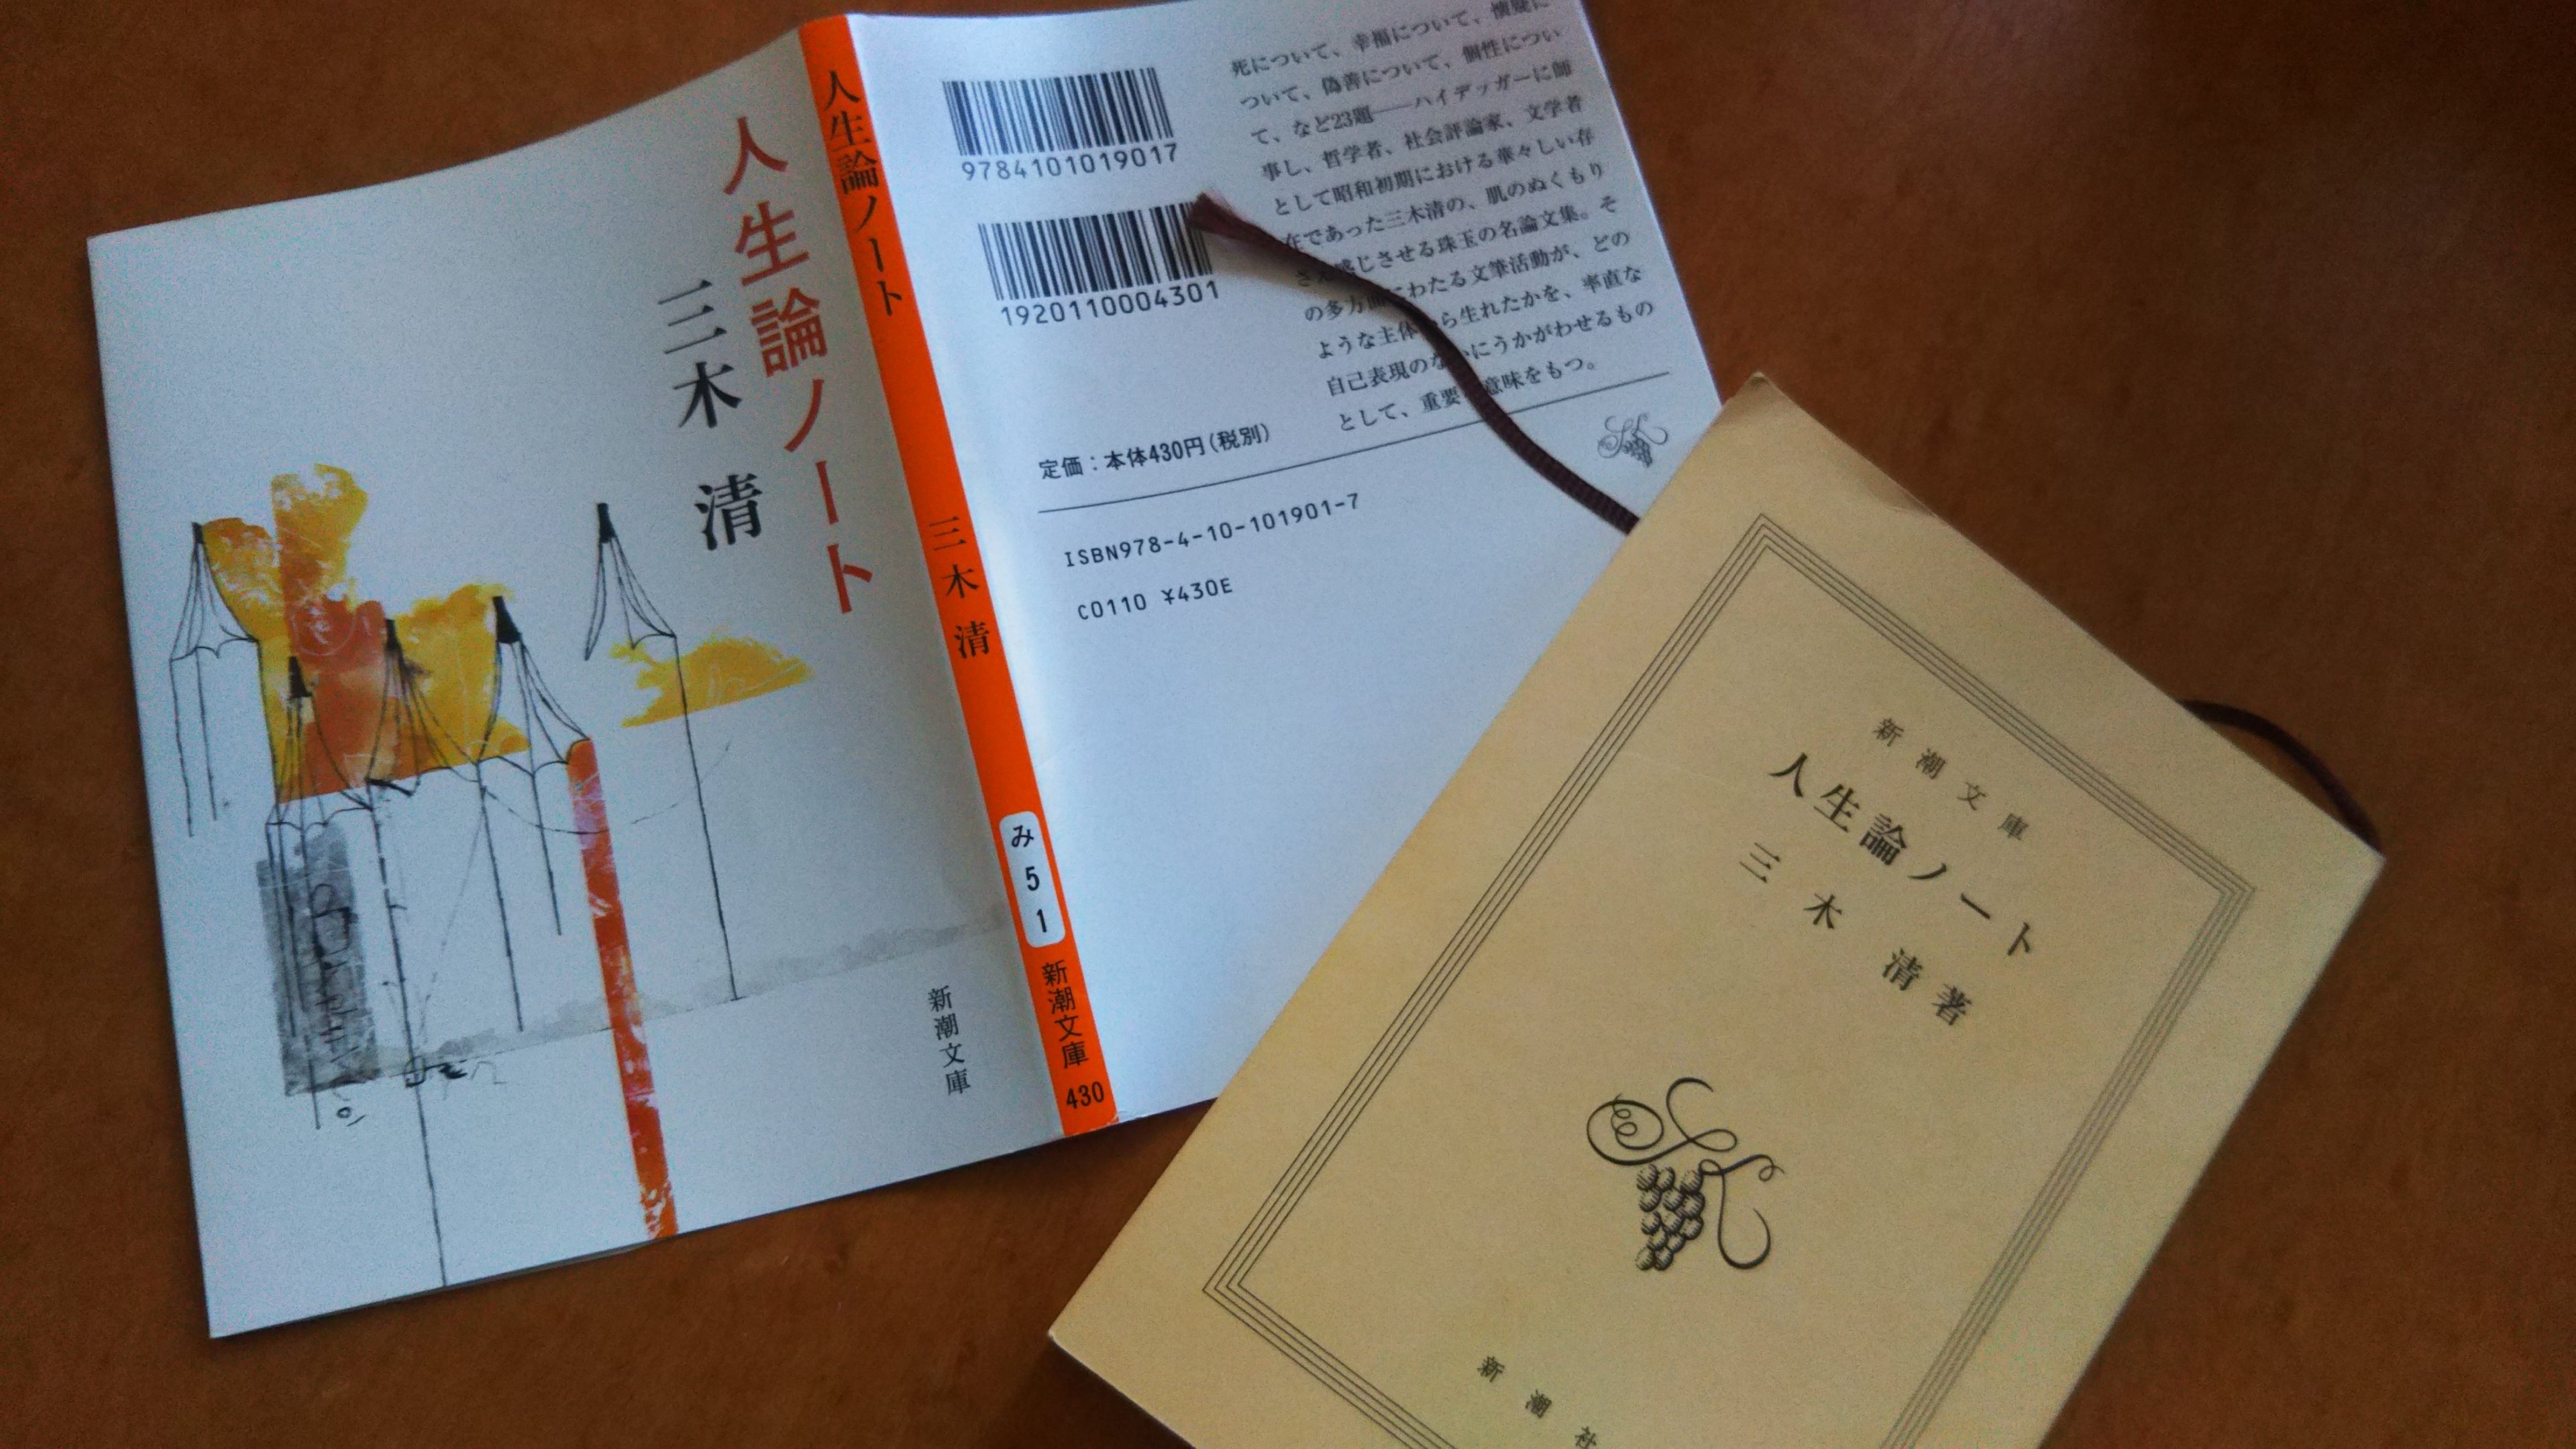 人生論ノート
三木 清
新潮文庫
人生論ノート
三木 清
み
5
1
新潮文庫
430
9784101019017
1920110004301
死について、幸福について、懐疑に
ついて、偽善について、個性につい
て、など23題――ハイデッガーに師
事し、哲学者、社会評論家、文学者
として昭和初期における華々しい存
在であった三木清の、肌のぬくもり
さえ感じさせる珠玉の名論文集。そ
の多方面にわたる文筆活動が、どの
ような主体から生れたかを、率直な
自己表現のなかにうかがわせるもの
として、重要な意味をもつ。
定価：本体430円（税別）
ISBN978-4-10-101901-7
C0110 ¥430E
新潮文庫
人生論ノート
三木 清著
新潮社